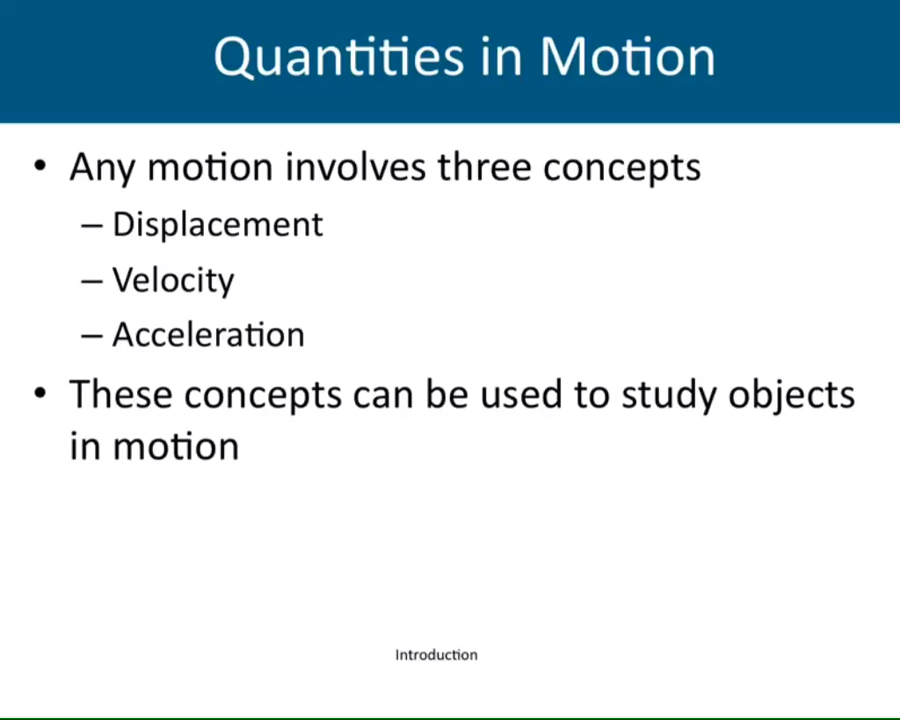 Quantities in Motion
• Any motion involves three concepts
– Displacement
– Velocity
– Acceleration
• These concepts can be used to study objects
in motion
Introduction